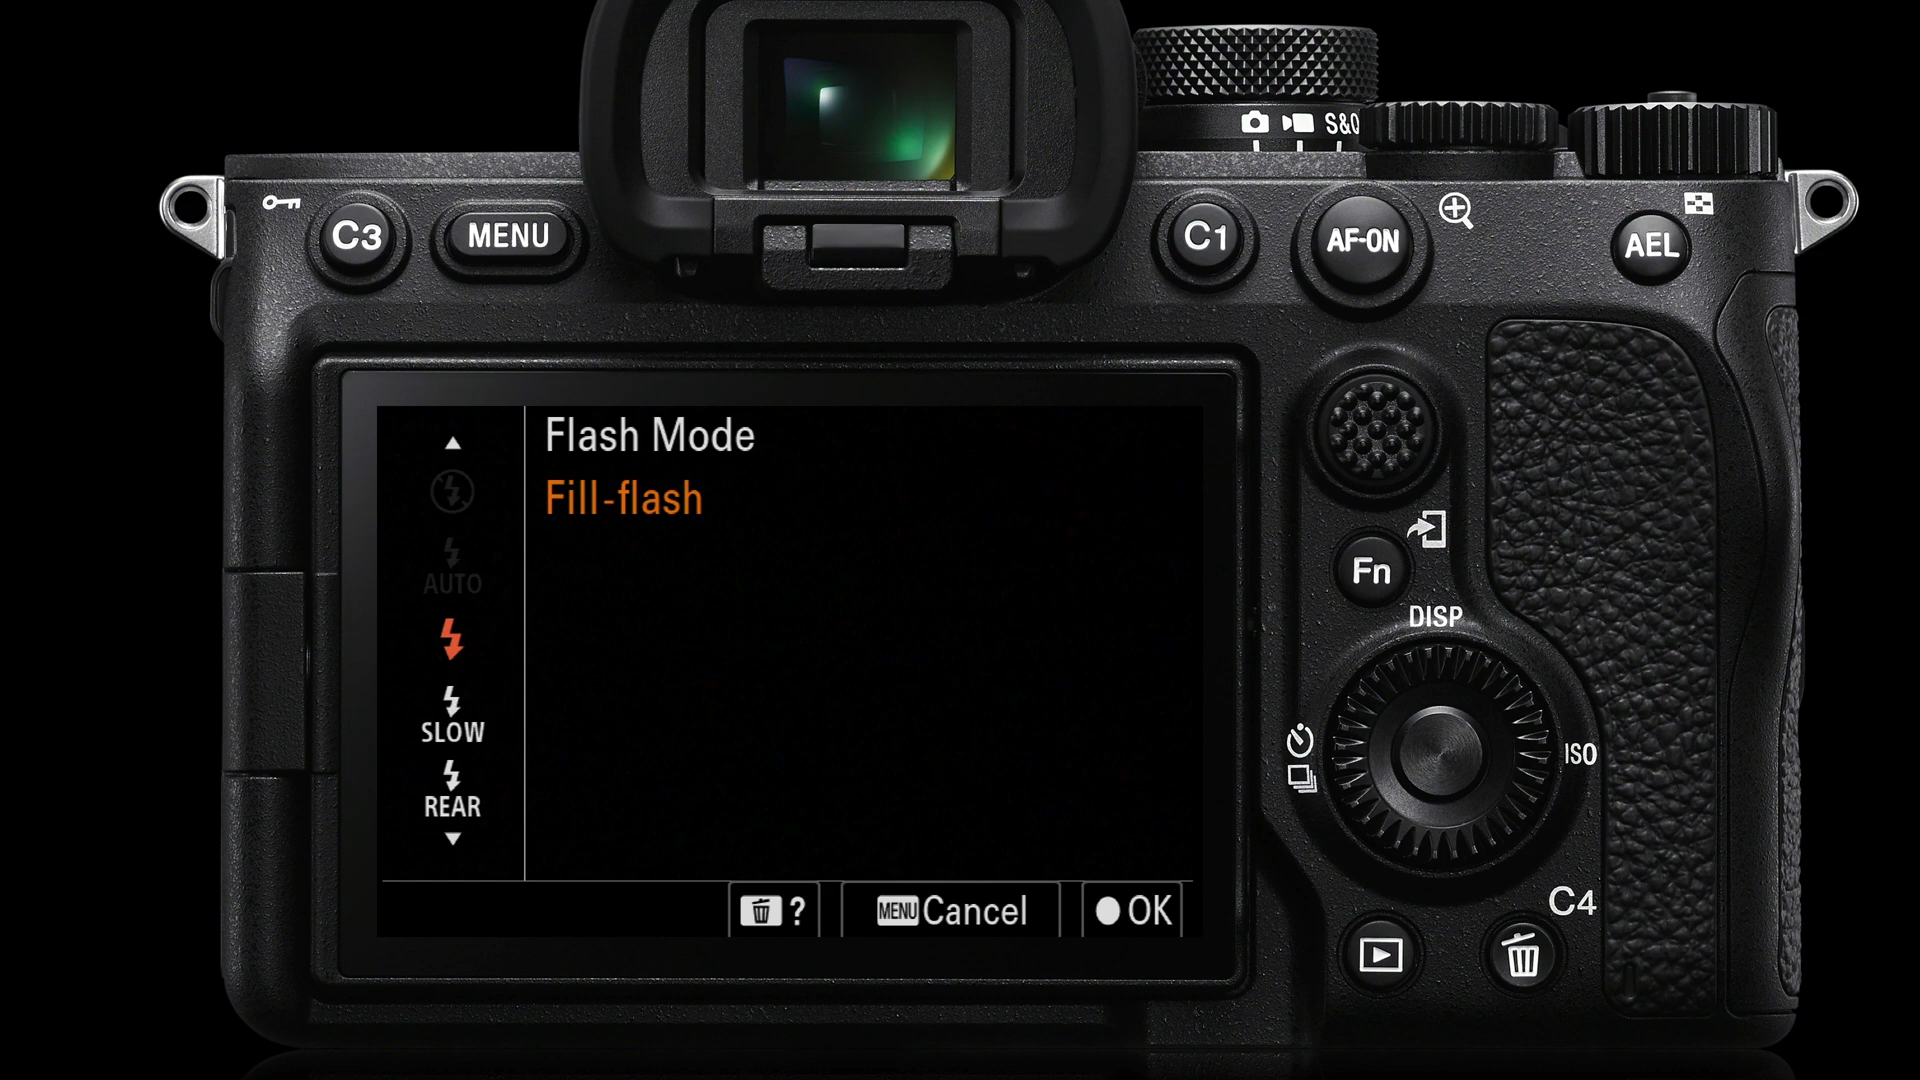 S&Q
C3
MENU
C1
AF-ON
AEL
Flash Mode
Fill-flash
AUTO
SLOW
REAR
? MENU Cancel OK
Fn
DISP
ISO
C4